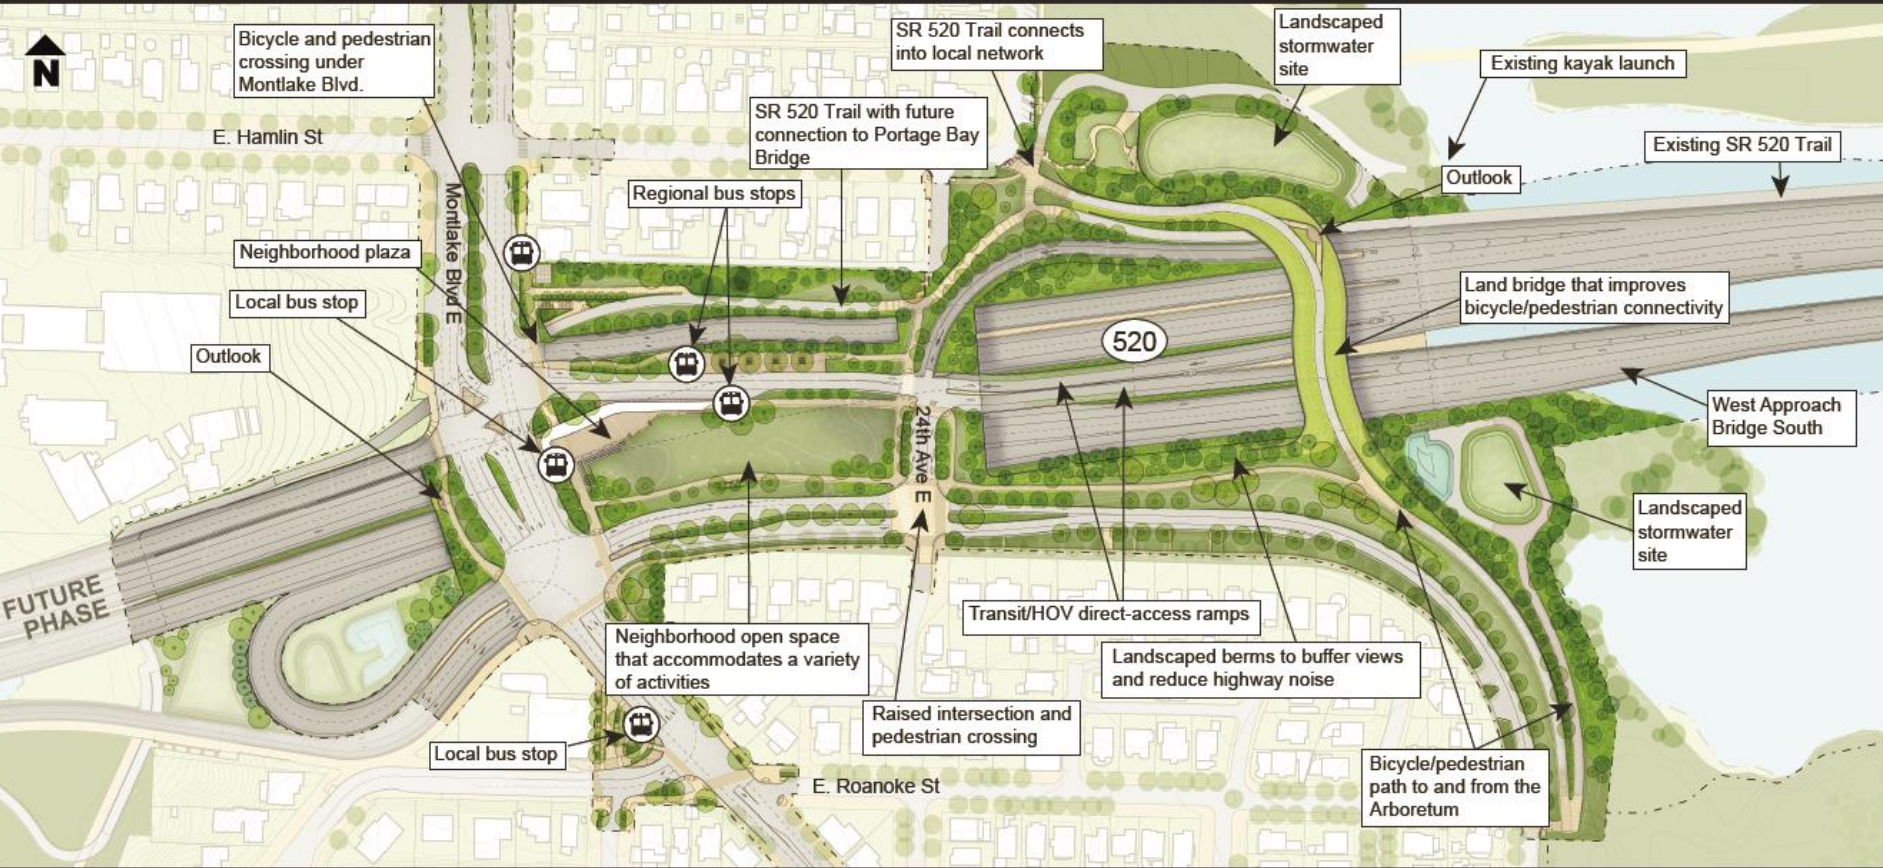 N
Bicycle and pedestrian
crossing under
Montlake Blvd.
SR 520 Trail connects
into local network
Landscaped
stormwater
site
Existing kayak launch
E. Hamlin St
SR 520 Trail with future
connection to Portage Bay
Bridge
Existing SR 520 Trail
Outlook
Regional bus stops
Montlake Blvd E
Neighborhood plaza
Local bus stop
Outlook
Land bridge that improves
bicycle/pedestrian connectivity
520
West Approach
Bridge South
24th Ave E
Landscaped
stormwater
site
FUTURE
PHASE
Transit/HOV direct-access ramps
Neighborhood open space
that accommodates a variety
of activities
Landscaped berms to buffer views
and reduce highway noise
Raised intersection and
pedestrian crossing
Local bus stop
Bicycle/pedestrian
path to and from the
Arboretum
E. Roanoke St